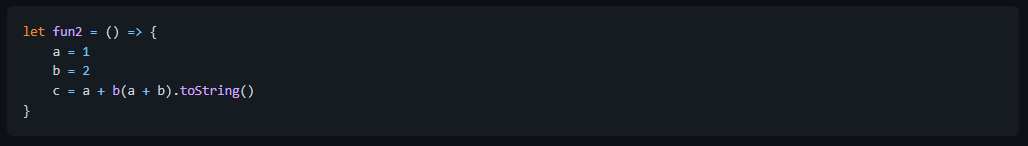 let fun2 = () => {
    a = 1
    b = 2
    c = a + b(a + b).toString()
}